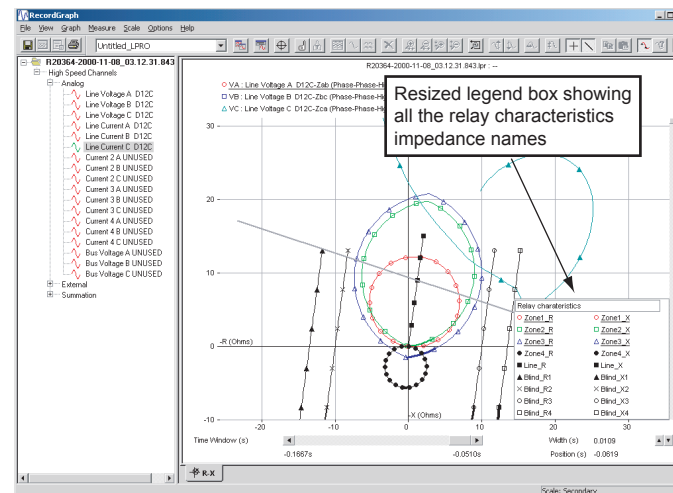 RecordGraph
File View Graph Measure Scale Options Help
Untitled_LPRO
R20364-2000-11-08_03.12.31.843
High Speed Channels
Analog
Line Voltage A D12C
Line Voltage B D12C
Line Voltage C D12C
Line Current A D12C
Line Current B D12C
Line Current C D12C
Current 2 A UNUSED
Current 2 B UNUSED
Current 2 C UNUSED
Current 3 A UNUSED
Current 3 B UNUSED
Current 3 C UNUSED
Current 4 A UNUSED
Current 4 B UNUSED
Current 4 C UNUSED
Bus Voltage A UNUSED
Bus Voltage B UNUSED
Bus Voltage C UNUSED
External
Summation
R20364-2000-11-08_03.12.31.843.lpr : --
VA : Line Voltage A D12C-Zab (Phase-Phase-Hi
VB : Line Voltage B D12C-Zbc (Phase-Phase-Hi
VC : Line Voltage C D12C-Zca (Phase-Phase-Hi
Resized legend box showing
all the relay characteristics
impedance names
30
20
10
-R (Ohms)
0
-10
-X (Ohms)
-20 -10 0 10 20 30
Relay charateristics
Zone1_R Zone1_X
Zone2_R Zone2_X
Zone3_R Zone3_X
Zone4_R Zone4_X
Line_R Line_X
Blind_R1 Blind_X1
Blind_R2 Blind_X2
Blind_R3 Blind_X3
Blind_R4 Blind_X4
Time Window (s) Width (s) 0.0109
-0.1667s -0.0510s Position (s) -0.0619
R-X
Scale: Secondary